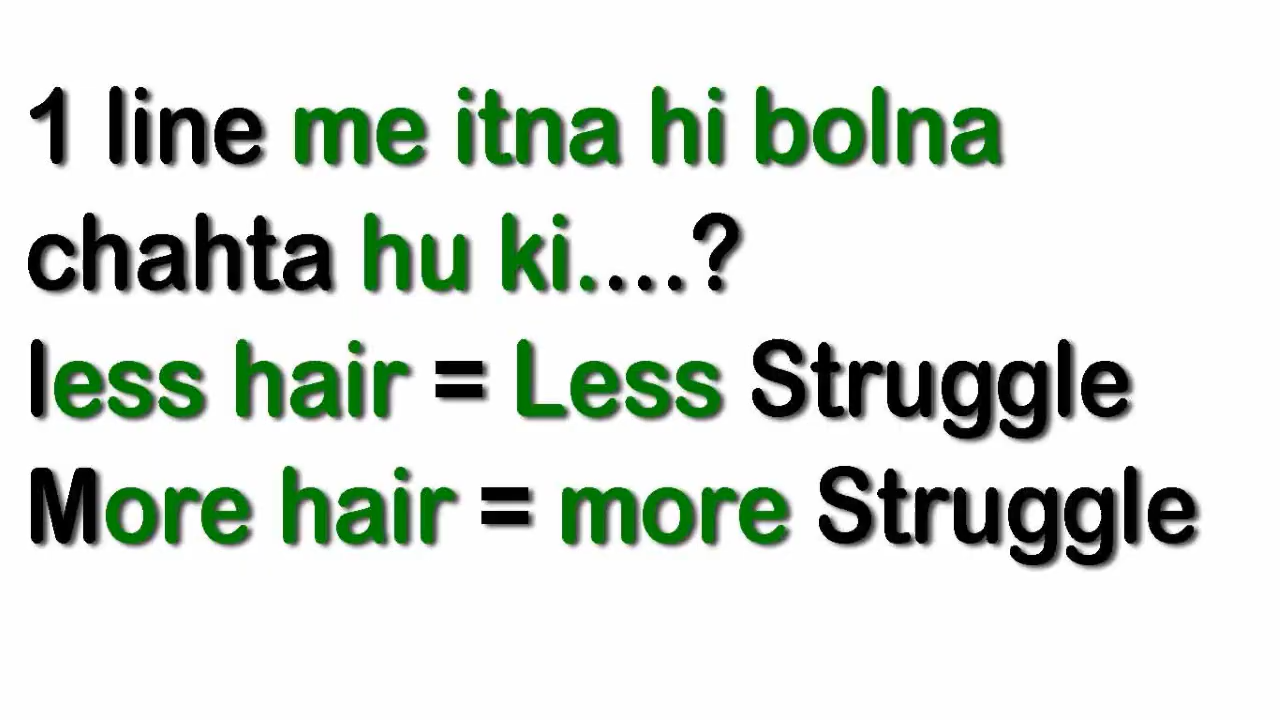 1 line me itna hi bolna
chahta hu ki....?
less hair = Less Struggle
More hair = more Struggle